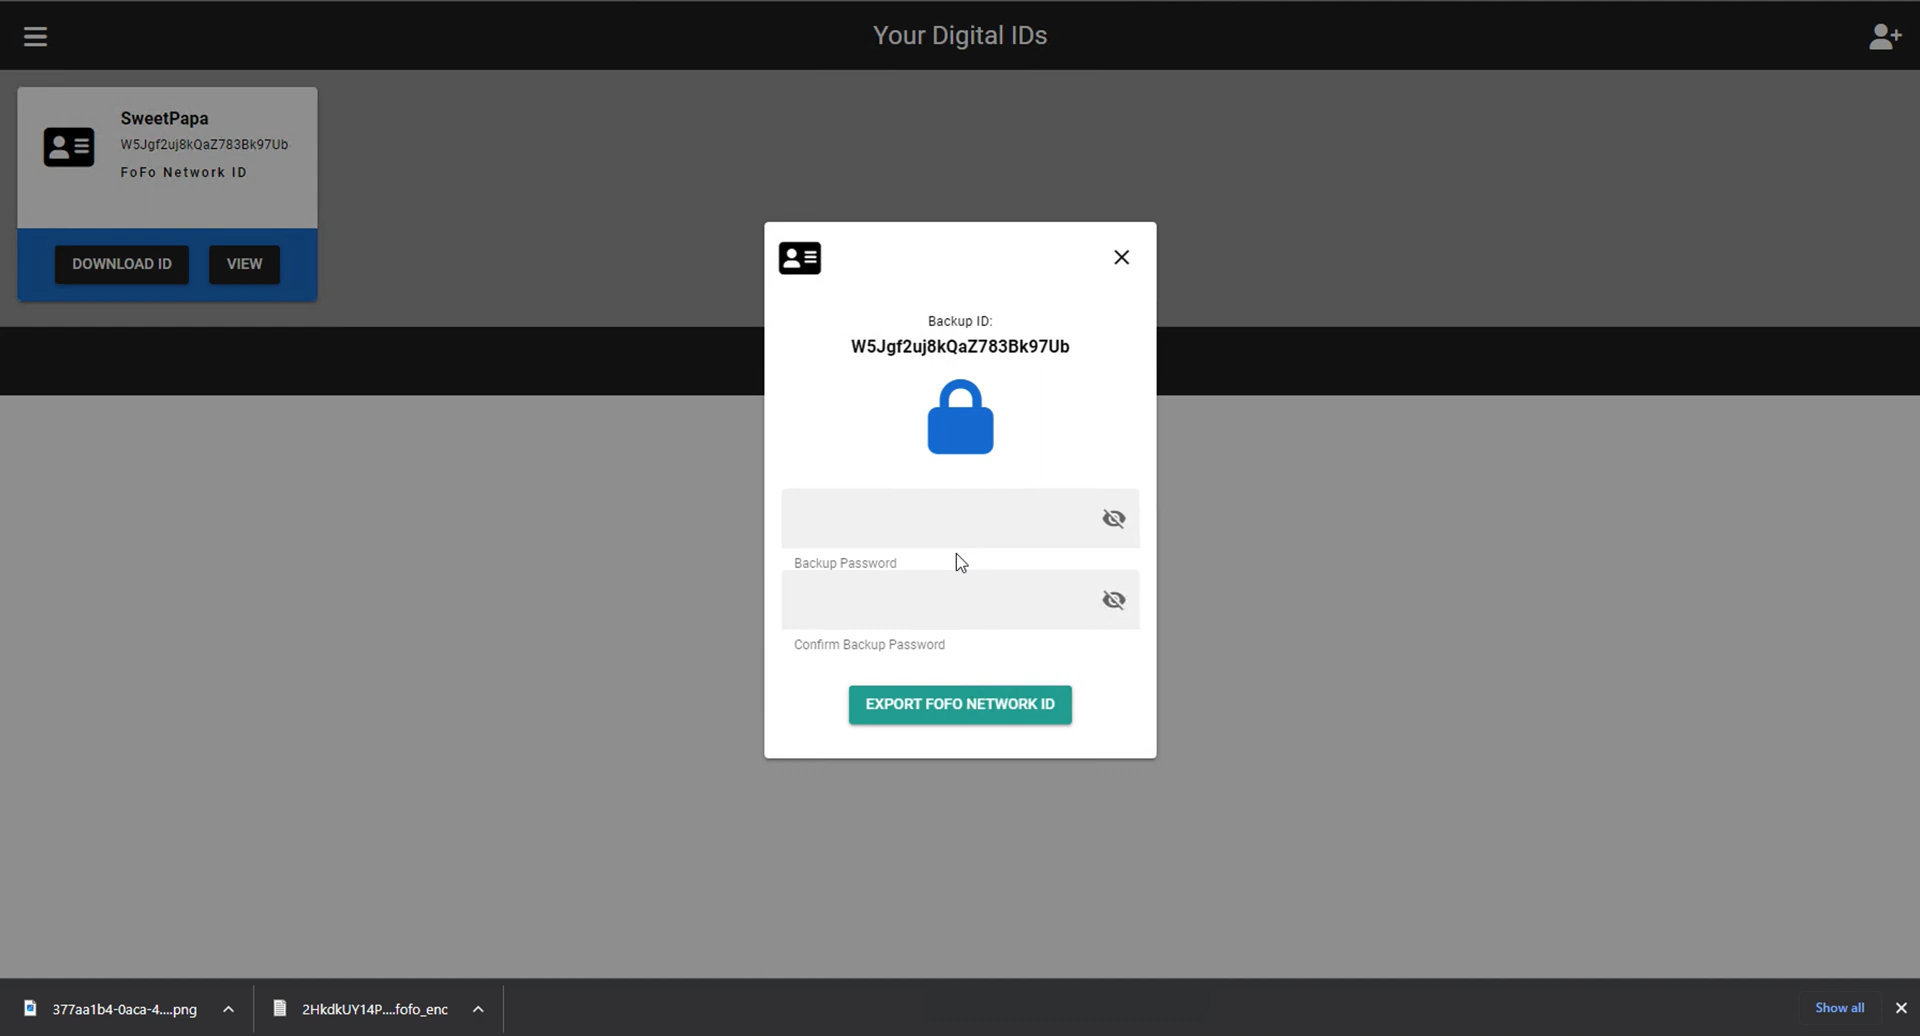 Your Digital IDs
SweetPapa
W5Jgf2uj8kQaZ783Bk97Ub
FoFo Network ID
DOWNLOAD ID
VIEW
Backup ID:
W5Jgf2uj8kQaZ783Bk97Ub
Backup Password
Confirm Backup Password
EXPORT FOFO NETWORK ID
377aa1b4-0aca-4....png
2HkdkUY14P....fofo_enc
Show all